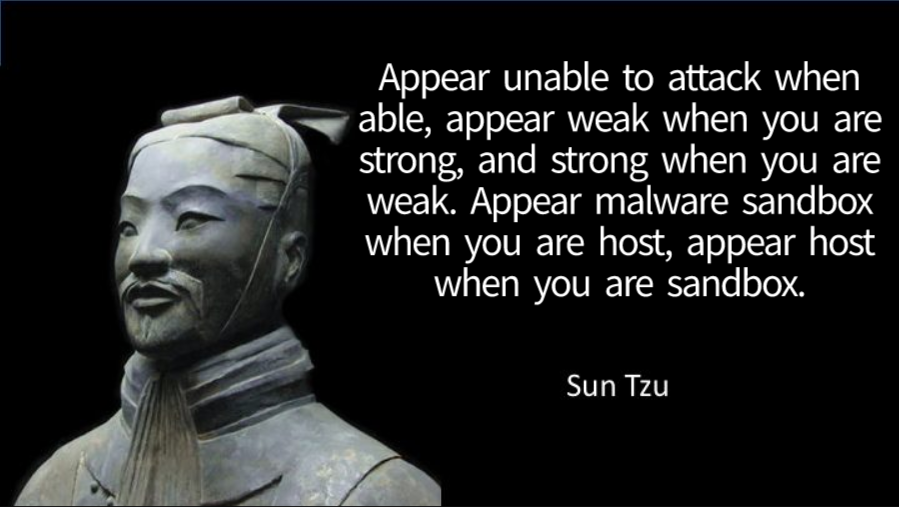 Appear unable to attack when
able, appear weak when you are
strong, and strong when you are
weak. Appear malware sandbox
when you are host, appear host
when you are sandbox.
Sun Tzu